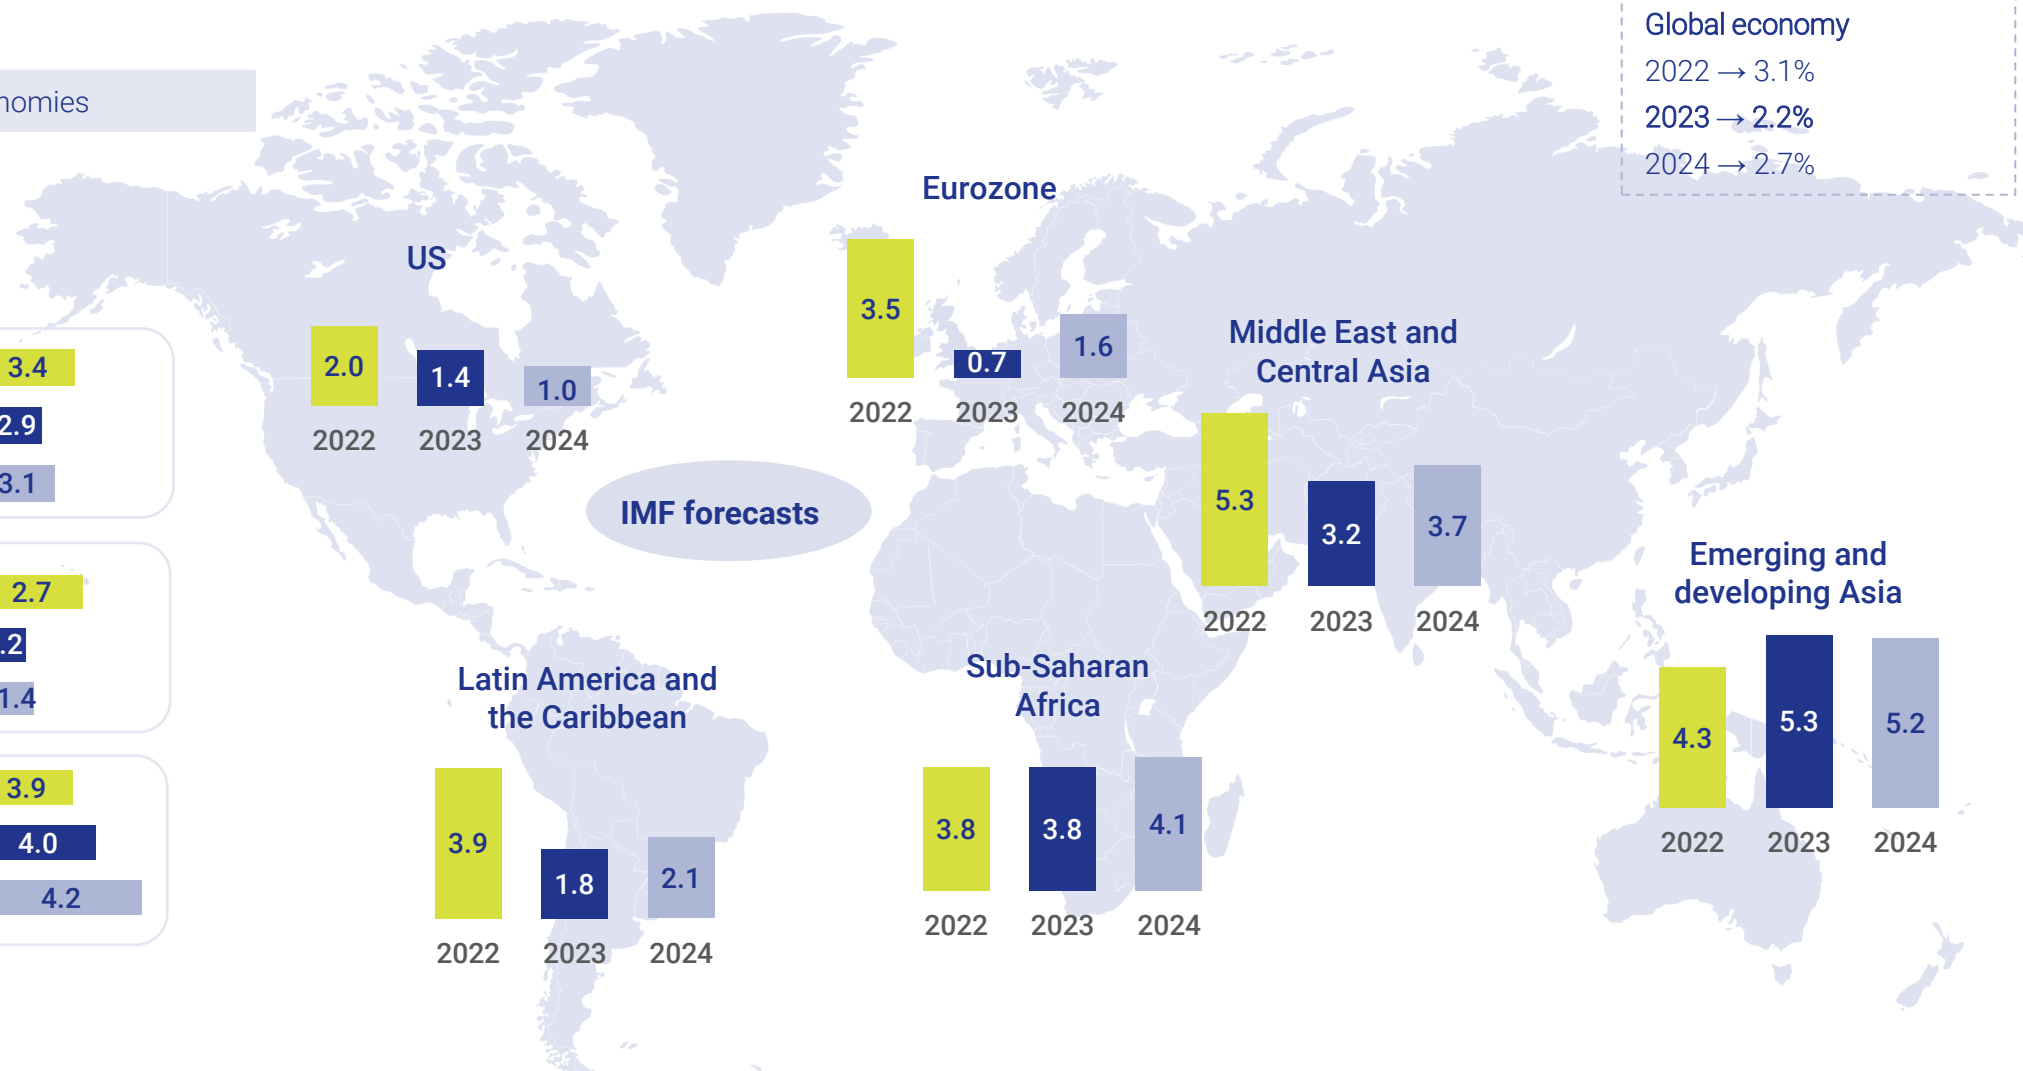 Global economy
2022 → 3.1%
2023 → 2.2%
2024 → 2.7%
nomies
3.4
2.9
3.1
2.7
.2
1.4
3.9
4.0
4.2
US
2.0 1.4 1.0
2022 2023 2024
Eurozone
3.5 0.7 1.6
2022 2023 2024
IMF forecasts
Middle East and
Central Asia
5.3 3.2 3.7
2022 2023 2024
Emerging and
developing Asia
4.3 5.3 5.2
2022 2023 2024
Latin America and
the Caribbean
3.9 1.8 2.1
2022 2023 2024
Sub-Saharan
Africa
3.8 3.8 4.1
2022 2023 2024